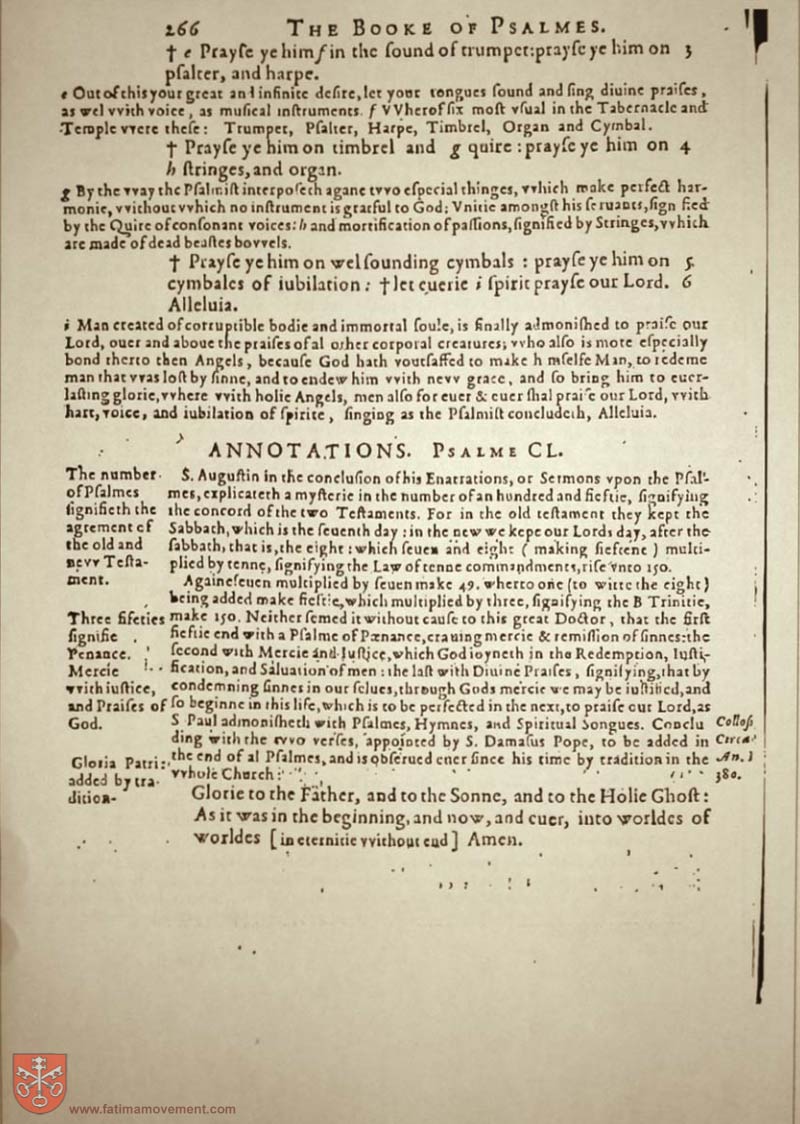 266 THE BOOKE OF PSALMES.
† e Prayſe ye him f in the ſound of trumpet: prayſe ye him on 3
pſalter, and harpe.
e Out of this your great and infinite deſire, let your tongues ſound and ſing diuine praiſes,
as wel vvith voice, as muſical inſtruments. f VVherof ſix moſt vſual in the Tabernacle and
Temple vvere theſe: Trumpet, Pſalter, Harpe, Timbrel, Organ and Cymbal.
† Prayſe ye him on timbrel and g quire: prayſe ye him on 4
h ſtringes, and organ.
g By the vvay the Pſalmiſt interpoſeth agane tvvo eſpecial thinges, vvhich make perfect har-
monie, vvithout vvhich no inſtrument is gratful to God; Vnitie amongſt his ſeruants, ſignified
by the Quire of conſonant voices: h and mortification of paſſions, ſignified by Stringes, vvhich
are made of dead beaſtes bovvels.
† Prayſe ye him on wel ſounding cymbals: prayſe ye him on 5.
cymbales of iubilation: † let euerie i ſpirit prayſe our Lord. 6
Alleluia.
i Man created of corruptible bodie and immortal ſoule, is finally admoniſhed to praiſe our
Lord, ouer and aboue the praiſes of al other corporal creatures; vvho alſo is more eſpecially
bond therto then Angels, becauſe God hath voutſaffed to make himſelfe Man, to redeme
man that vvas loſt by ſinne, and to endew him vvith nevv grace, and ſo bring him to euer-
laſting glorie, vvhere vvith holie Angels, men alſo for euer & euer ſhal praiſe our Lord, vvith
hart, voice, and iubilation of ſpirite, ſinging as the Pſalmiſt concludeth, Alleluia.
ANNOTATIONS. PSALME CL.
The number
of Pſalmes
ſignifieth the
agrement of
the old and
nevv Teſta-
ment.
S. Auguſtin in the concluſion of his Enarrations, or Sermons vpon the Pſal-
mes, explicateth a myſterie in the number of an hundred and fieftie, ſignifying
the concord of the two Teſtaments. For in the old teſtament they kept the
Sabbath, which is the ſeuenth day: in the new we kepe our Lords day, after the
ſabbath, that is, the eight: which ſeuen and eight (making fieftene) multi-
plied by tenne, ſignifying the Law of tenne commandments, riſe vnto 150.
Againe ſeuen multiplied by ſeuen make 49. wherto one (to witte the eight)
being added make fieftie, which multiplied by three, ſignifying the B Trinitie,
Three fifeties
ſignifie
Penance.
Mercie
vvith iuſtice,
and Praiſes of
God.
make 150. Neither ſemed it without cauſe to this great Doctor, that the firſt
fieftie end with a Pſalme of Pænance, crauing mercie & remiſſion of ſinnes: the
ſecond with Mercie and Juſtice, which God ioyneth in the Redemption, Iuſti-
fication, and Saluation of men: the laſt with Diuine Praiſes, ſignifying, that by
condemning ſinnes in our ſelues, through Gods mercie we may be iuſtified, and
ſo beginne in this life, which is to be perfected in the next, to praiſe our Lord, as
S Paul admoniſheth with Pſalmes, Hymnes, and Spiritual Songues. Conclu
ding with the tvvo verſes, appointed by S. Damaſus Pope, to be added in
the end of al Pſalmes, and is obſerued euer ſince his time by tradition in the
vvhole Church:
Coloſſ
Circa
An.
380.
Gloria Patri:
added by tra-
dition-
Glorie to the Father, and to the Sonne, and to the Holie Ghoſt:
As it was in the beginning, and now, and euer, into worldes of
worldes [in eternitie vvithout end] Amen.
www.fatimamovement.com